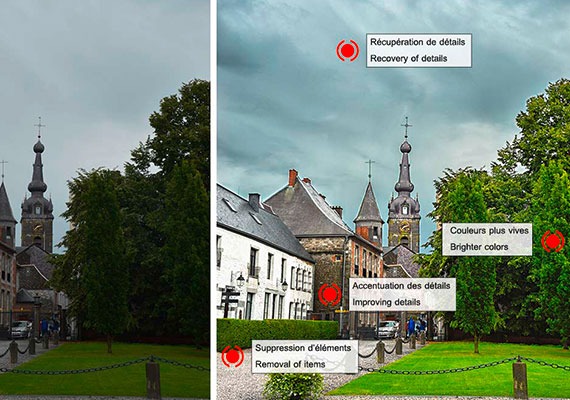 Récupération de détails
Recovery of details
Couleurs plus vives
Brighter colors
Accentuation des détails
Improving details
Suppression d'éléments
Removal of items